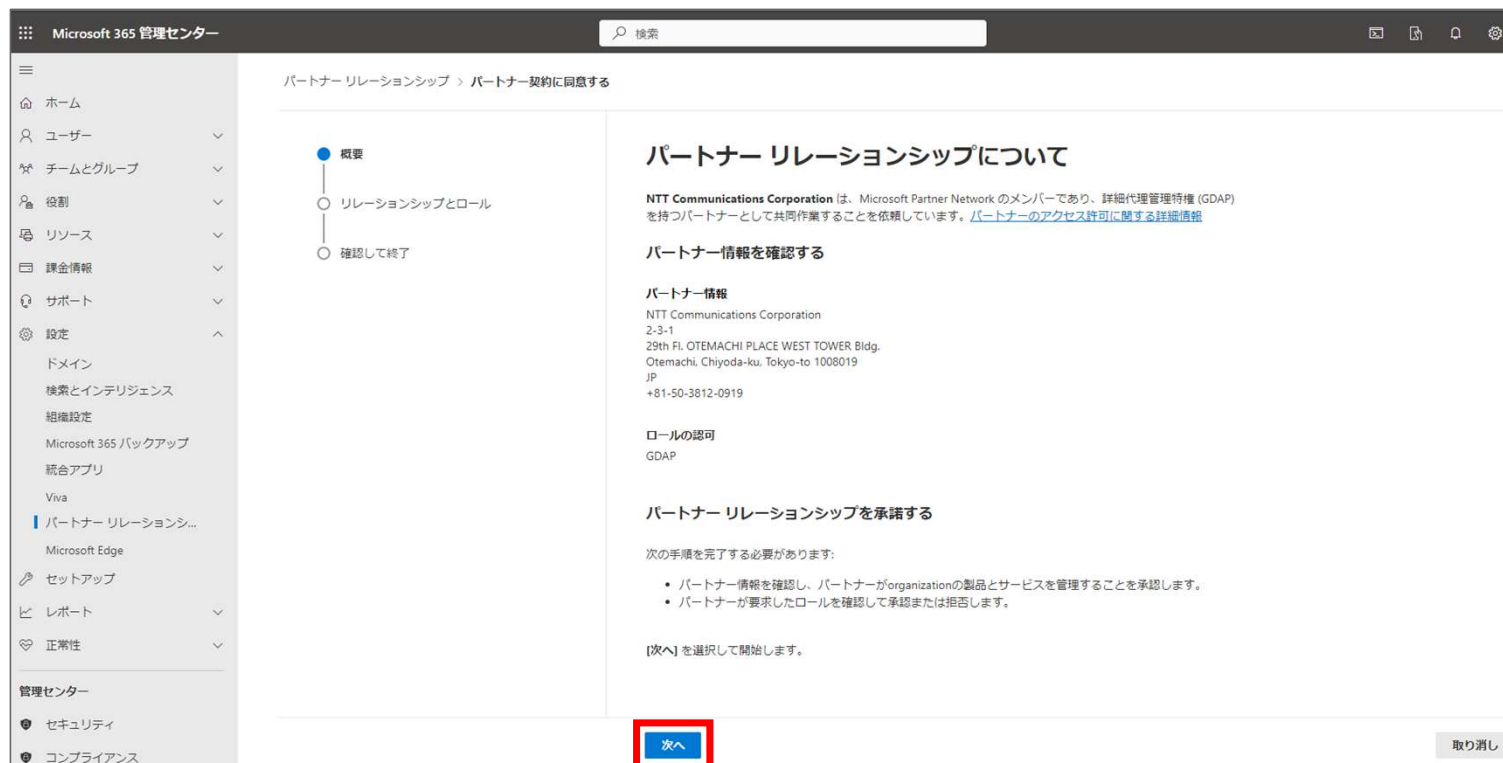 Microsoft 365 管理センター
検索
ホーム
ユーザー
チームとグループ
役割
リソース
課金情報
サポート
設定
ドメイン
検索とインテリジェンス
組織設定
Microsoft 365 バックアップ
統合アプリ
Viva
パートナー リレーションシ...
Microsoft Edge
セットアップ
レポート
正常性
管理センター
セキュリティ
コンプライアンス
パートナー リレーションシップ > パートナー契約に同意する
概要
リレーションシップとロール
確認して終了
パートナー リレーションシップについて
NTT Communications Corporation は、Microsoft Partner Network のメンバーであり、詳細代理管理特権 (GDAP)
を持つパートナーとして共同作業することを依頼しています。パートナーのアクセス許可に関する詳細情報
パートナー情報を確認する
パートナー情報
NTT Communications Corporation
2-3-1
29th Fl. OTEMACHI PLACE WEST TOWER Bldg.
Otemachi, Chiyoda-ku, Tokyo-to 1008019
JP
+81-50-3812-0919
ロールの認可
GDAP
パートナー リレーションシップを承諾する
次の手順を完了する必要があります:
• パートナー情報を確認し、パートナーがorganizationの製品とサービスを管理することを承認します。
• パートナーが要求したロールを確認して承認または拒否します。
[次へ] を選択して開始します。
次へ
取り消し